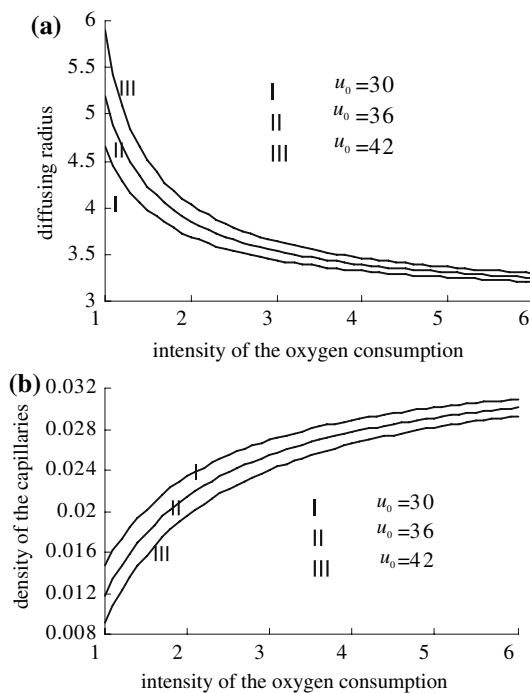 (a)
6
5.5
5
4.5
4
3.5
3
diffusing radius
III
II
I
I u₀ =30
II u₀ =36
III u₀ =42
1 2 3 4 5 6
intensity of the oxygen consumption
(b)
0.032
0.028
0.024
0.02
0.016
0.012
0.008
density of the capillaries
I
II
III
I u₀ =30
II u₀ =36
III u₀ =42
1 2 3 4 5 6
intensity of the oxygen consumption